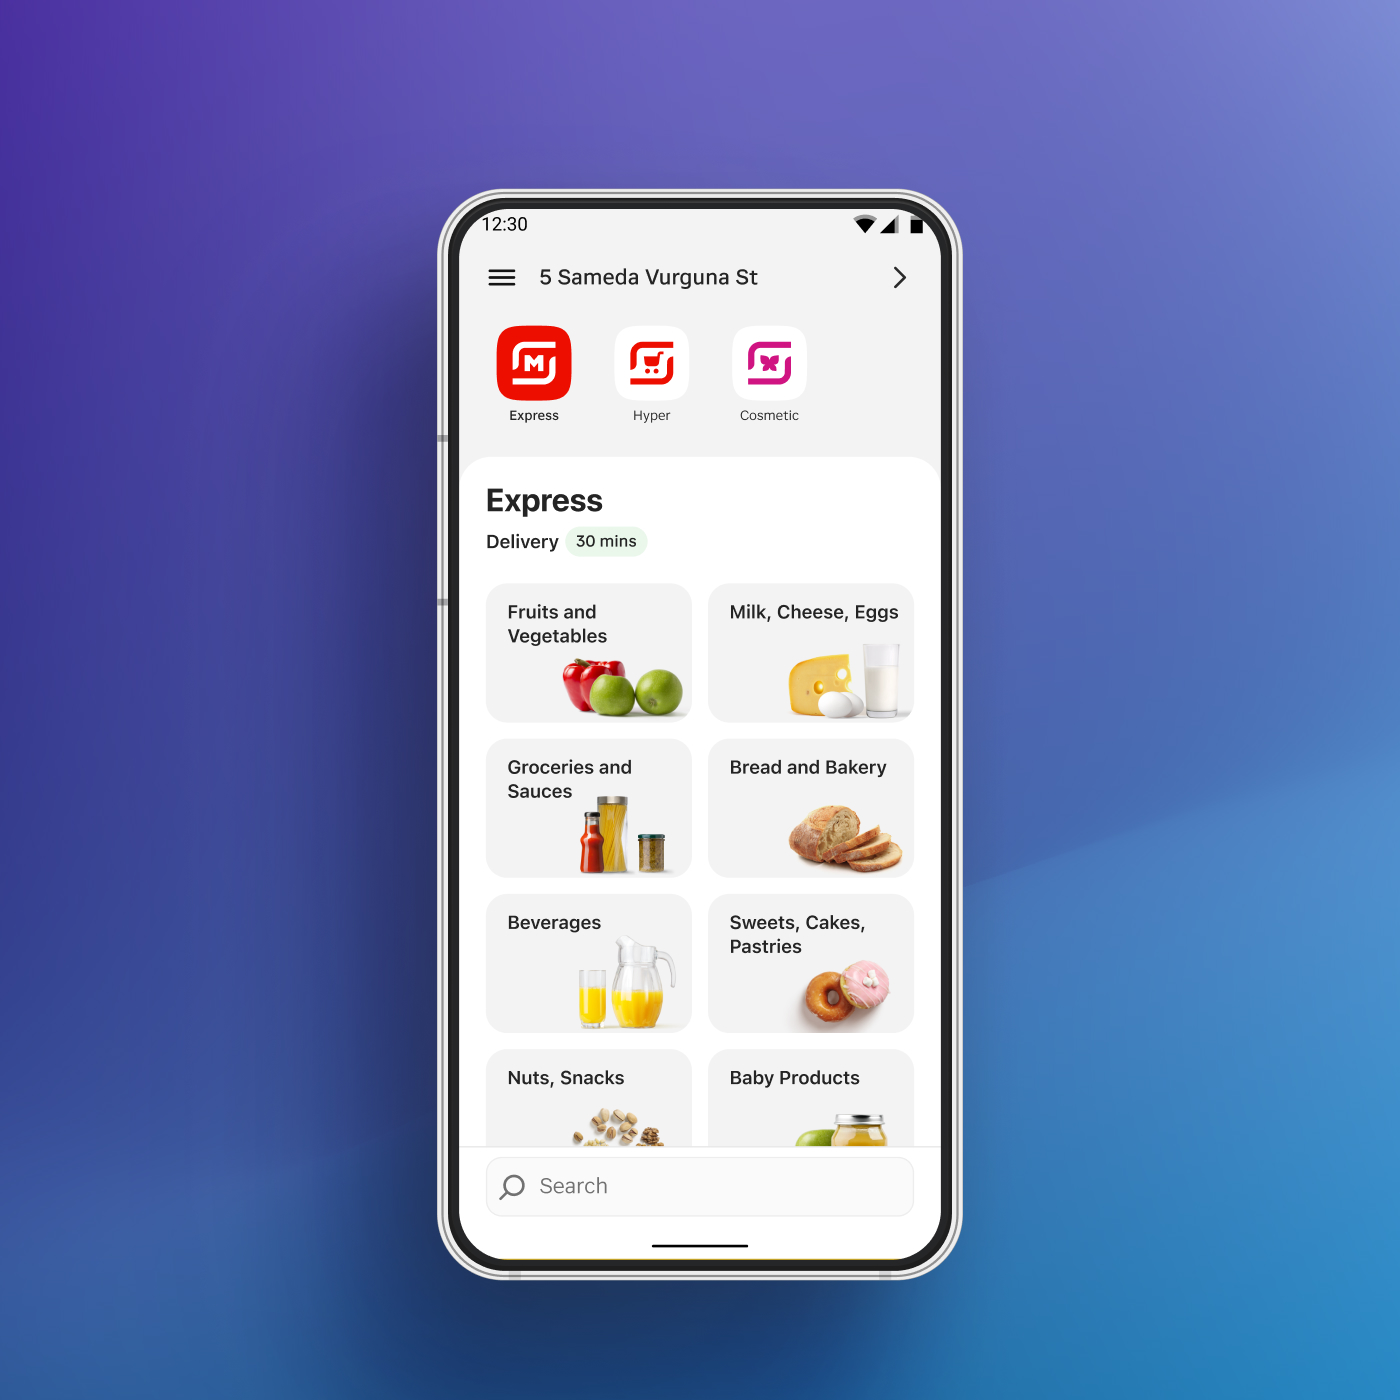 12:30
5 Sameda Vurguna St
M
Express
Hyper
Cosmetic
Express
Delivery 30 mins
Fruits and
Vegetables
Milk, Cheese, Eggs
Groceries and
Sauces
Bread and Bakery
Beverages
Sweets, Cakes,
Pastries
Nuts, Snacks
Baby Products
Search